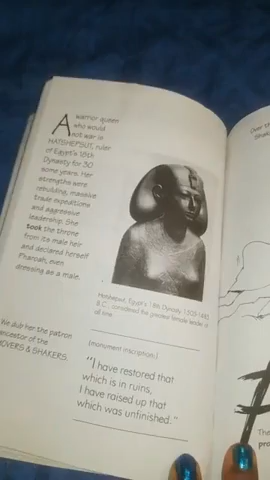 A warrior queen
who would
not war is
HATSHEPSUT, ruler
of Egypt's 18th
Dynasty for 30
some years. Her
strengths were
rebuilding, massive
trade expeditions
and aggressive
leadership. She
took the throne
from its male heir
and declared herself
Pharoah, even
dressing as a male.
Hatshepsut, Egypt's 18th Dynasty
B.C., considered the greatest female leader of
all time.
We dub her the patron
ancestor of the
MOVERS & SHAKERS.
(monument inscription:)
"I have restored that
which is in ruins,
I have raised up that
which was unfinished."
Over
The